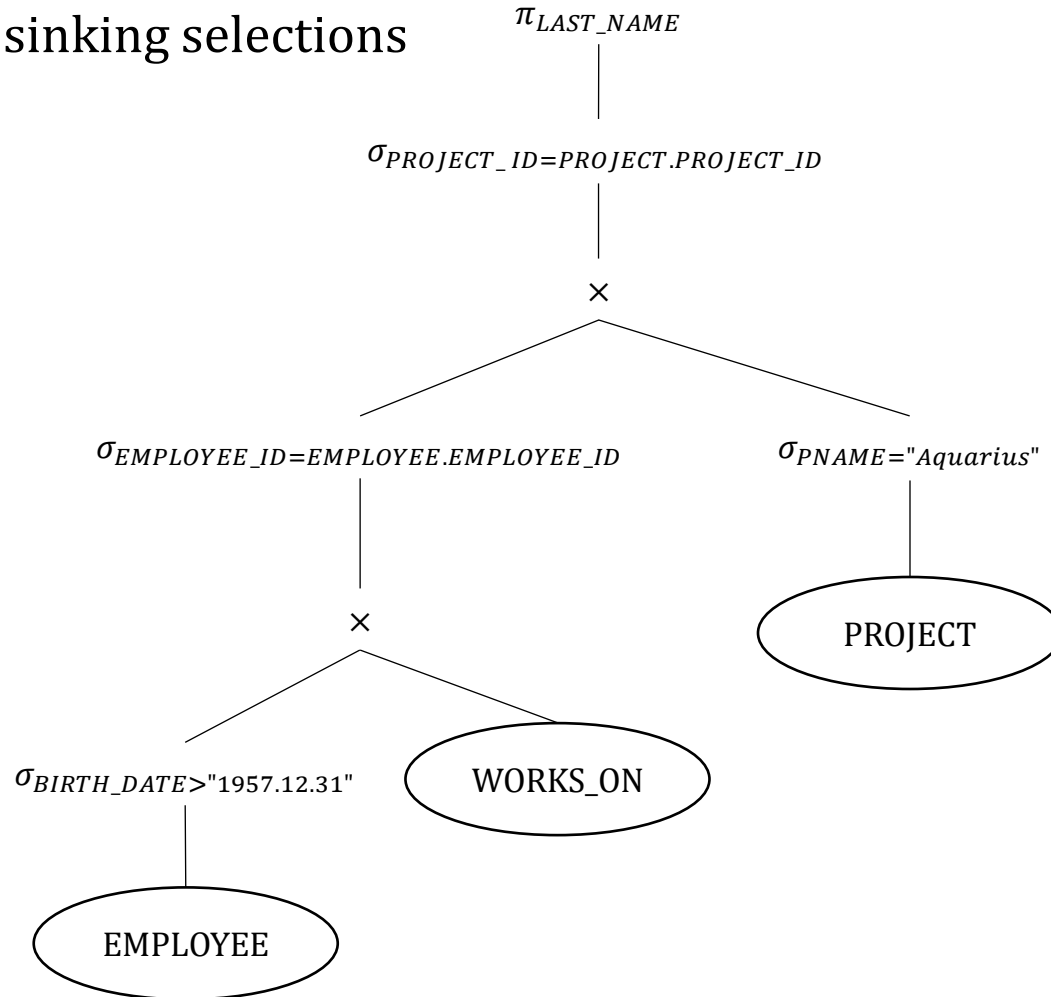 sinking selections
π_LAST_NAME
σ_PROJECT_ID=PROJECT.PROJECT_ID
×
σ_EMPLOYEE_ID=EMPLOYEE.EMPLOYEE_ID
σ_PNAME="Aquarius"
×
PROJECT
σ_BIRTH_DATE>"1957.12.31"
WORKS_ON
EMPLOYEE